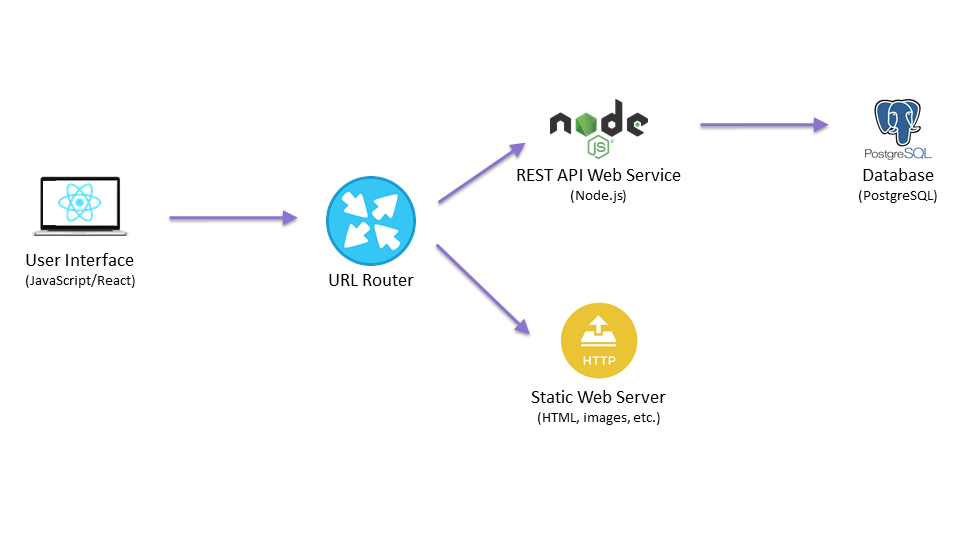 node
JS
REST API Web Service
(Node.js)
PostgreSQL
Database
(PostgreSQL)
User Interface
(JavaScript/React)
URL Router
HTTP
Static Web Server
(HTML, images, etc.)